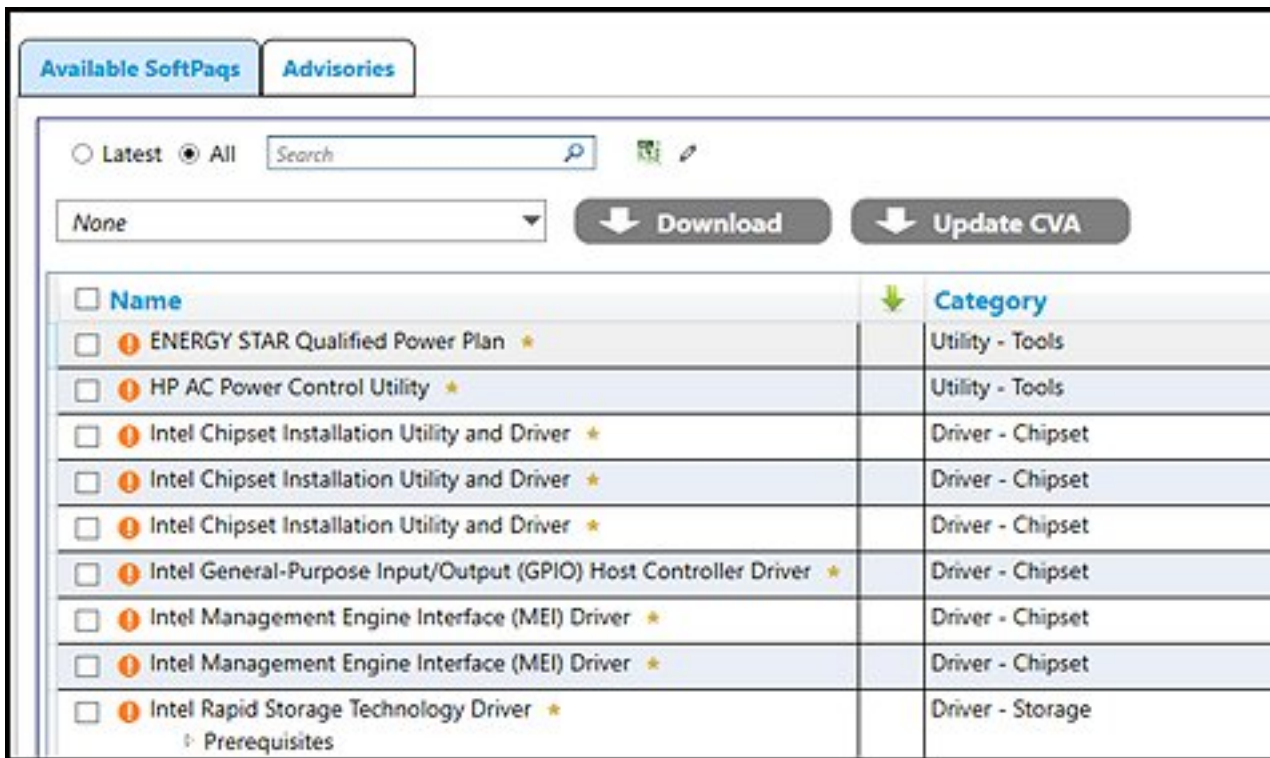 Available SoftPaqs Advisories
Latest All Search
None Download Update CVA
Name Category
ENERGY STAR Qualified Power Plan Utility - Tools
HP AC Power Control Utility Utility - Tools
Intel Chipset Installation Utility and Driver Driver - Chipset
Intel Chipset Installation Utility and Driver Driver - Chipset
Intel Chipset Installation Utility and Driver Driver - Chipset
Intel General-Purpose Input/Output (GPIO) Host Controller Driver Driver - Chipset
Intel Management Engine Interface (MEI) Driver Driver - Chipset
Intel Management Engine Interface (MEI) Driver Driver - Chipset
Intel Rapid Storage Technology Driver Driver - Storage
Prerequisites